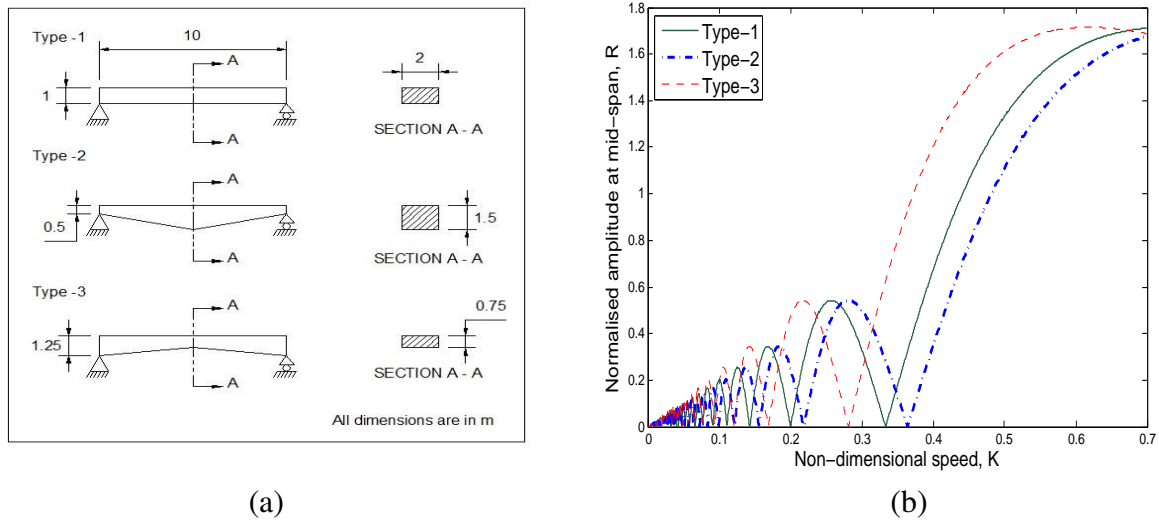 Type -1
10
A
2
1
A
SECTION A - A
Type -2
A
0.5
1.5
A
SECTION A - A
Type -3
A
0.75
1.25
A
SECTION A - A
All dimensions are in m
(a)
Normalised amplitude at mid−span, R
1.8
1.6
1.4
1.2
1
0.8
0.6
0.4
0.2
0
Type−1
Type−2
Type−3
0
0.1
0.2
0.3
0.4
0.5
0.6
0.7
Non−dimensional speed, K
(b)